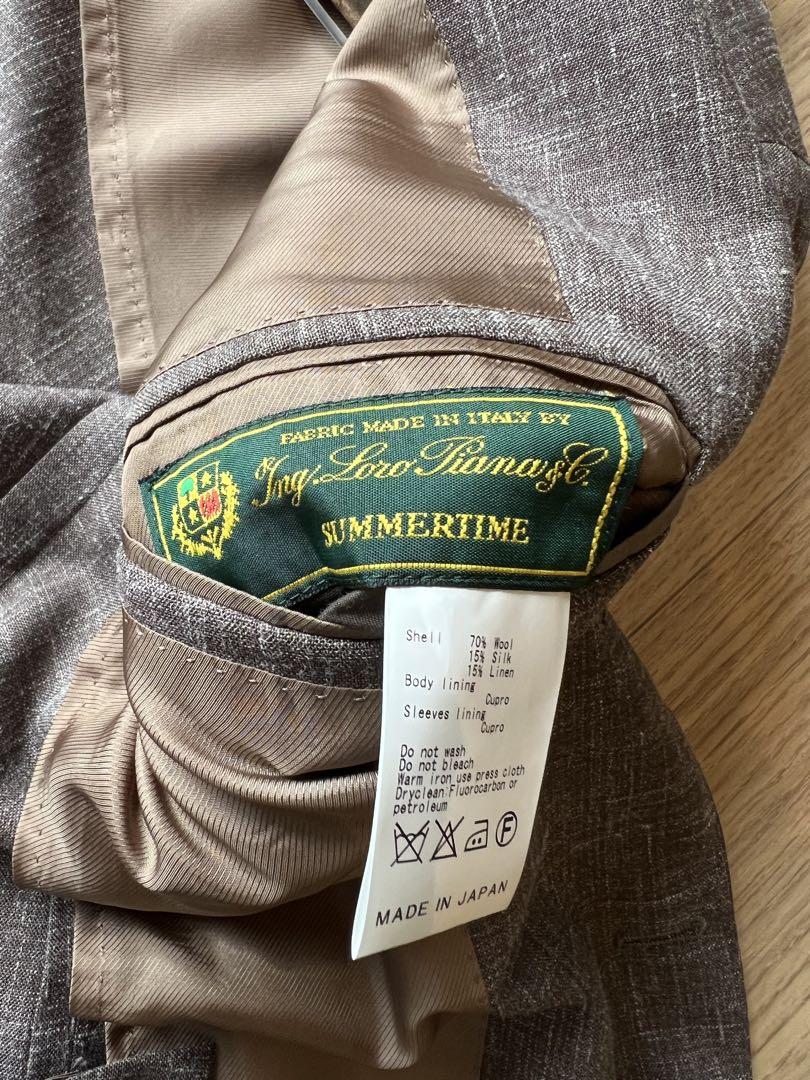 FABRIC MADE IN ITALY BY
Ing. Loro Piana & C.
SUMMERTIME
Shell 70% Wool
15% Silk
15% Linen
Body lining
Cupro
Sleeves lining
Cupro
Do not wash
Do not bleach
Warm iron use press cloth
Dryclean Fluorocarbon or
petroleum
F
MADE IN JAPAN